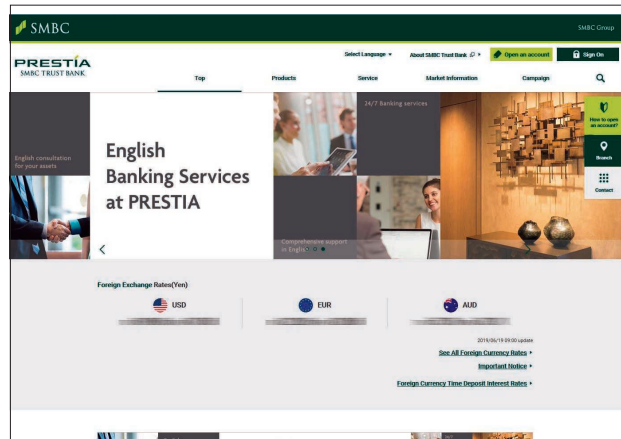 SMBC
SMBC Group
Select Language
About SMBC Trust Bank
Open an account
Sign On
PRESTÍA
SMBC TRUST BANK
Top
Products
Service
Market Information
Campaign
English consultation
for your assets
English
Banking Services
at PRESTIA
24/7 Banking services
Comprehensive support
in English
How to open
an account?
Branch
Contact
Foreign Exchange Rates(Yen)
USD
EUR
AUD
2019/06/19 09:00 update
See All Foreign Currency Rates
Important Notice
Foreign Currency Time Deposit Interest Rates